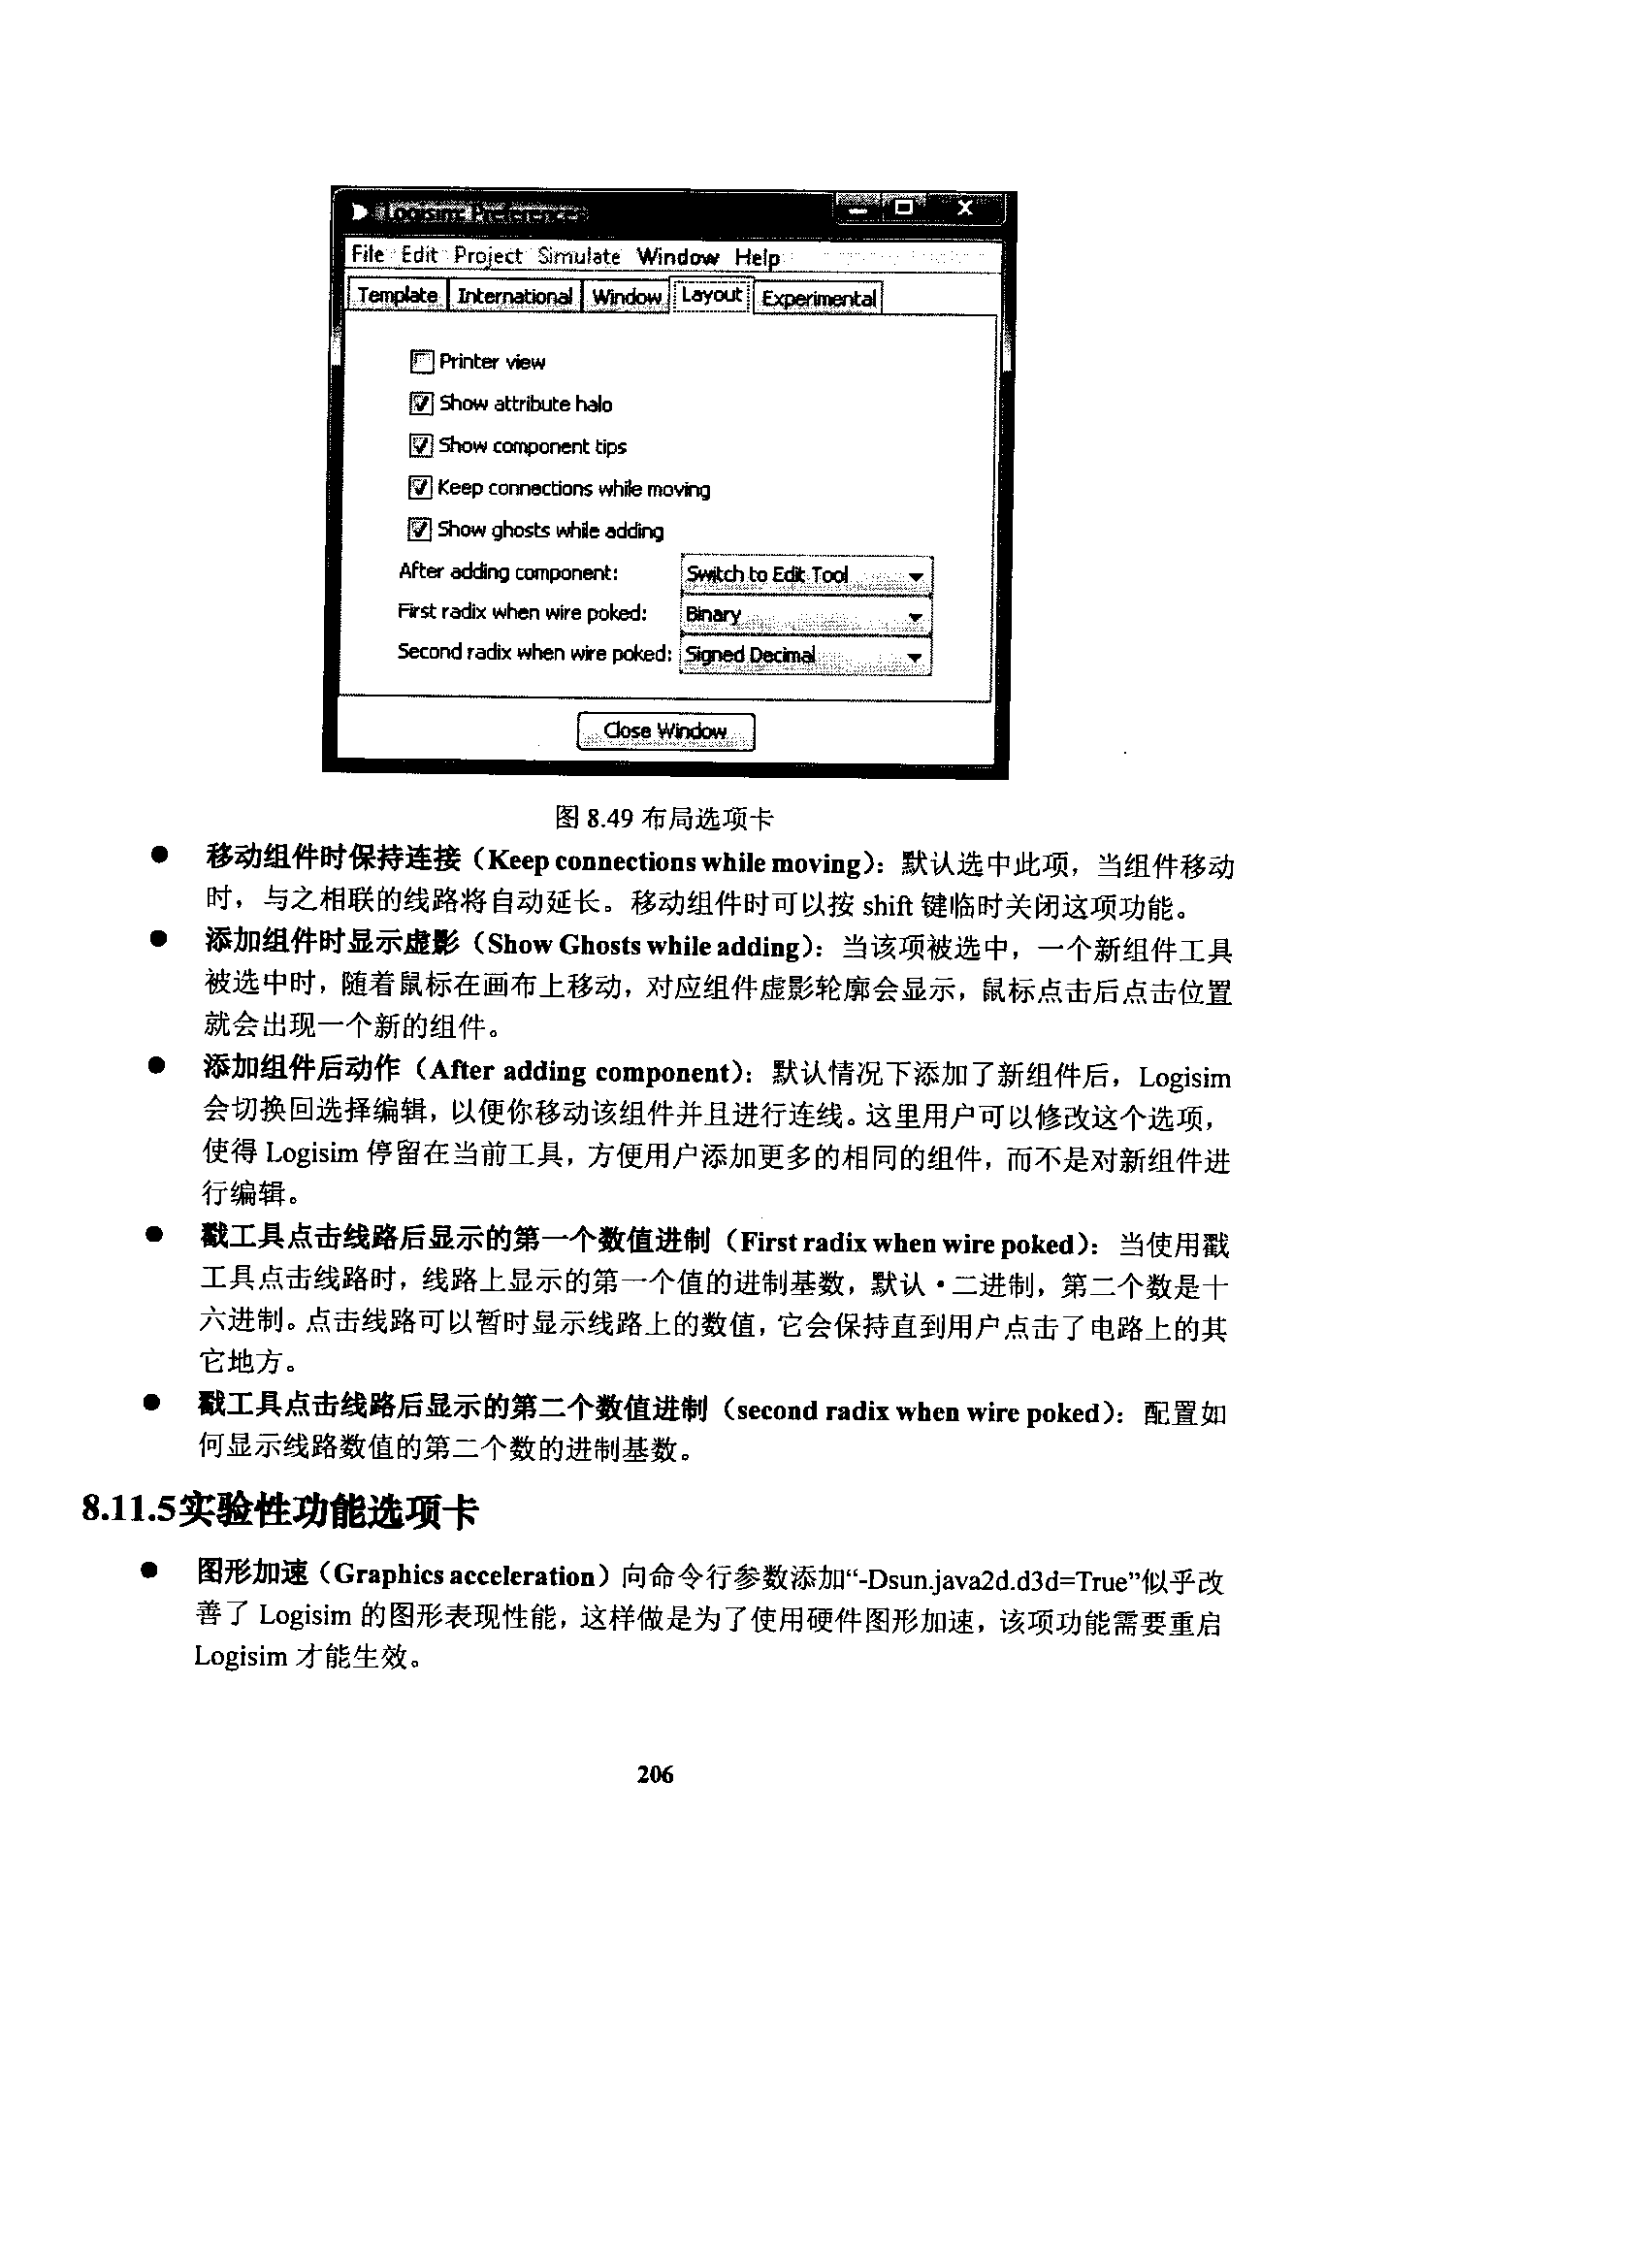 Logisim: Preferences
File Edit Project Simulate Window Help
Template International Window Layout Experimental
Printer view
Show attribute halo
Show component tips
Keep connections while moving
Show ghosts while adding
After adding component: Switch to Edit Tool
First radix when wire poked: Binary
Second radix when wire poked: Signed Decimal
Close Window
图 8.49 布局选项卡
● 移动组件时保持连接（Keep connections while moving）：默认选中此项，当组件移动
时，与之相联的线路将自动延长。移动组件时可以按 shift 键临时关闭这项功能。
● 添加组件时显示虚影（Show Ghosts while adding）：当该项被选中，一个新组件工具
被选中时，随着鼠标在画布上移动，对应组件虚影轮廓会显示，鼠标点击后点击位置
就会出现一个新的组件。
● 添加组件后动作（After adding component）：默认情况下添加了新组件后，Logisim
会切换回选择编辑，以便你移动该组件并且进行连线。这里用户可以修改这个选项，
使得 Logisim 停留在当前工具，方便用户添加更多的相同的组件，而不是对新组件进
行编辑。
● 戳工具点击线路后显示的第一个数值进制（First radix when wire poked）：当使用戳
工具点击线路时，线路上显示的第一个值的进制基数，默认·二进制，第二个数是十
六进制。点击线路可以暂时显示线路上的数值，它会保持直到用户点击了电路上的其
它地方。
● 戳工具点击线路后显示的第二个数值进制（second radix when wire poked）：配置如
何显示线路数值的第二个数的进制基数。
8.11.5实验性功能选项卡
● 图形加速（Graphics acceleration）向命令行参数添加“-Dsun.java2d.d3d=True”似乎改
善了 Logisim 的图形表现性能，这样做是为了使用硬件图形加速，该项功能需要重启
Logisim 才能生效。
206